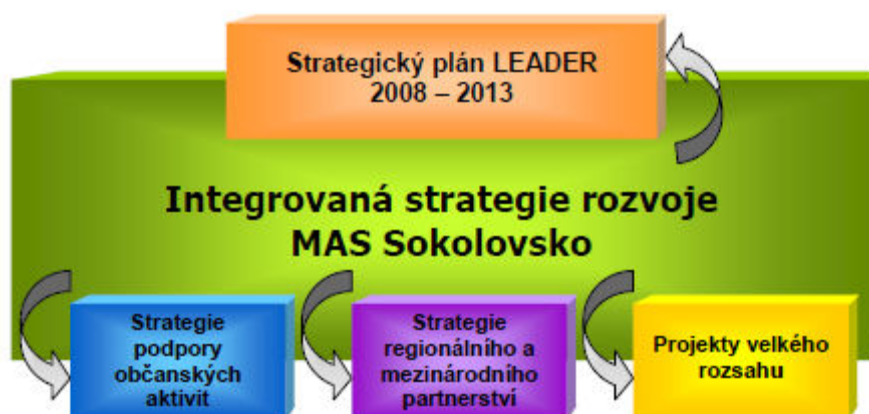 Strategický plán LEADER
2008 – 2013
Integrovaná strategie rozvoje
MAS Sokolovsko
Strategie
podpory
občanských
aktivit
Strategie
regionálního a
mezinárodního
partnerství
Projekty velkého
rozsahu